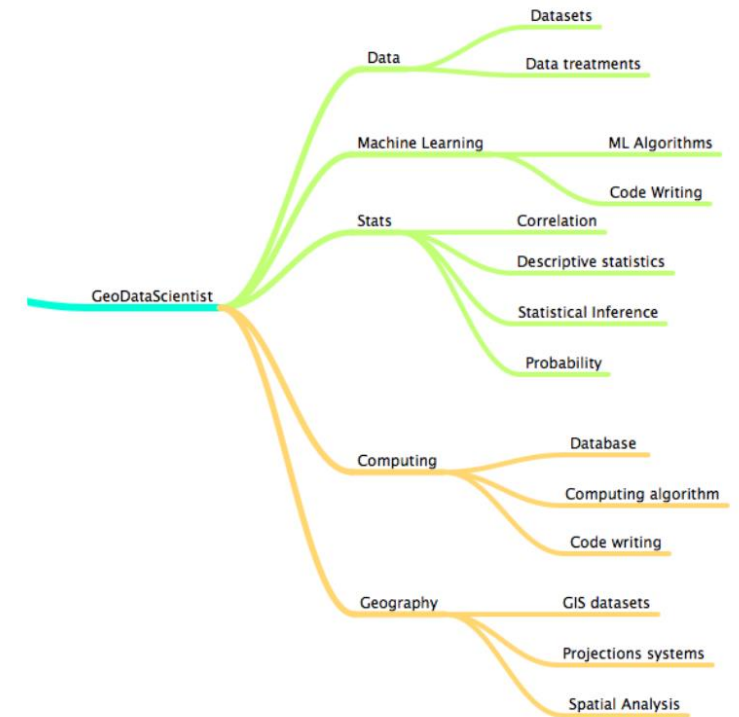 Datasets
Data
Data treatments
Machine Learning
ML Algorithms
Code Writing
Stats
Correlation
Descriptive statistics
Statistical Inference
Probability
GeoDataScientist
Computing
Database
Computing algorithm
Code writing
Geography
GIS datasets
Projections systems
Spatial Analysis